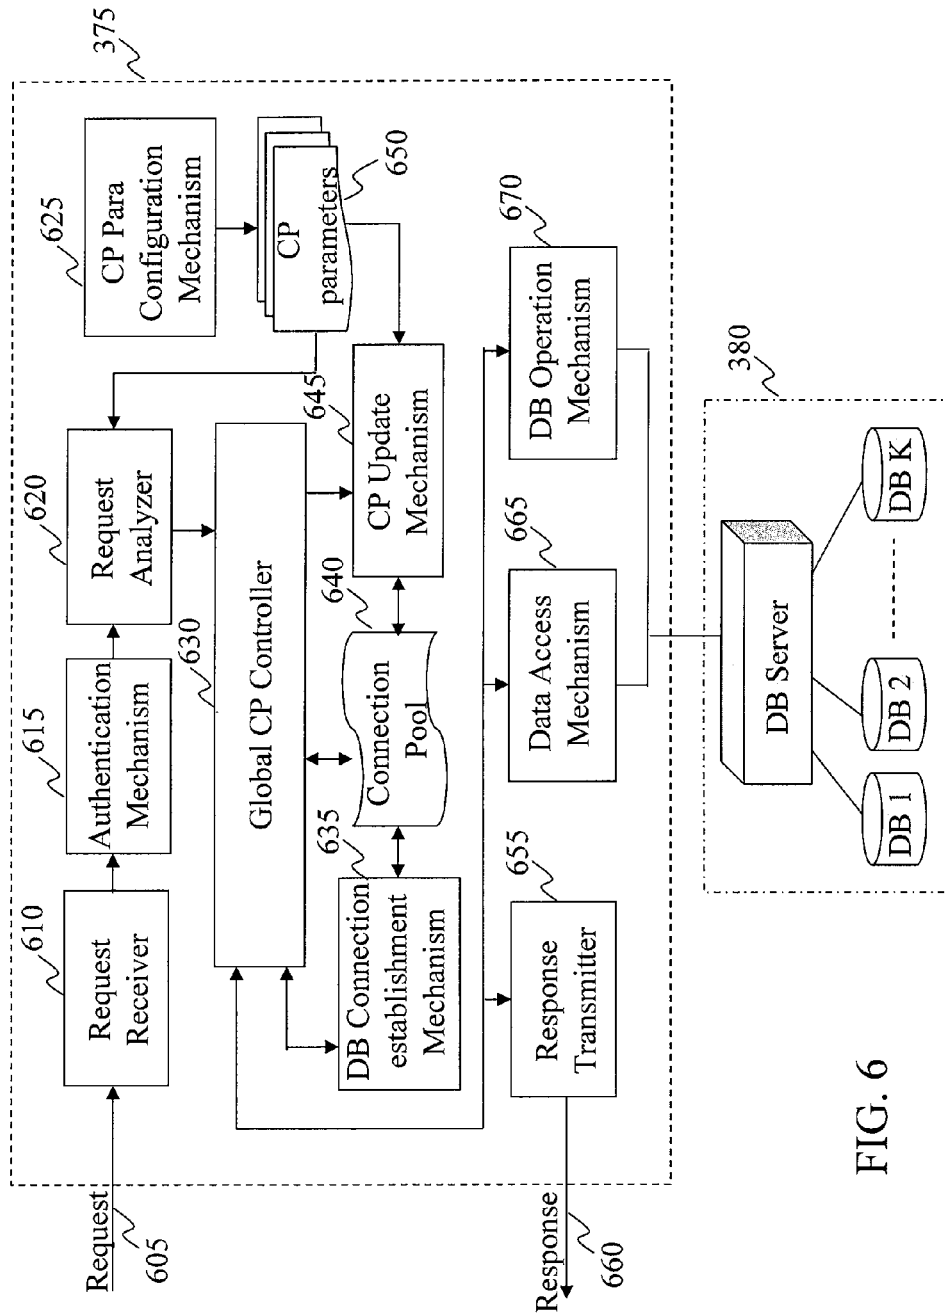 375
Request
605
610
Request
Receiver
615
Authentication
Mechanism
620
Request
Analyzer
625
CP Para
Configuration
Mechanism
630
Global CP Controller
CP
parameters
650
635
DB Connection
establishment
Mechanism
640
Connection
Pool
645
CP Update
Mechanism
Response
660
655
Response
Transmitter
665
Data Access
Mechanism
670
DB Operation
Mechanism
380
DB Server
DB 1
DB 2
DB K
FIG. 6